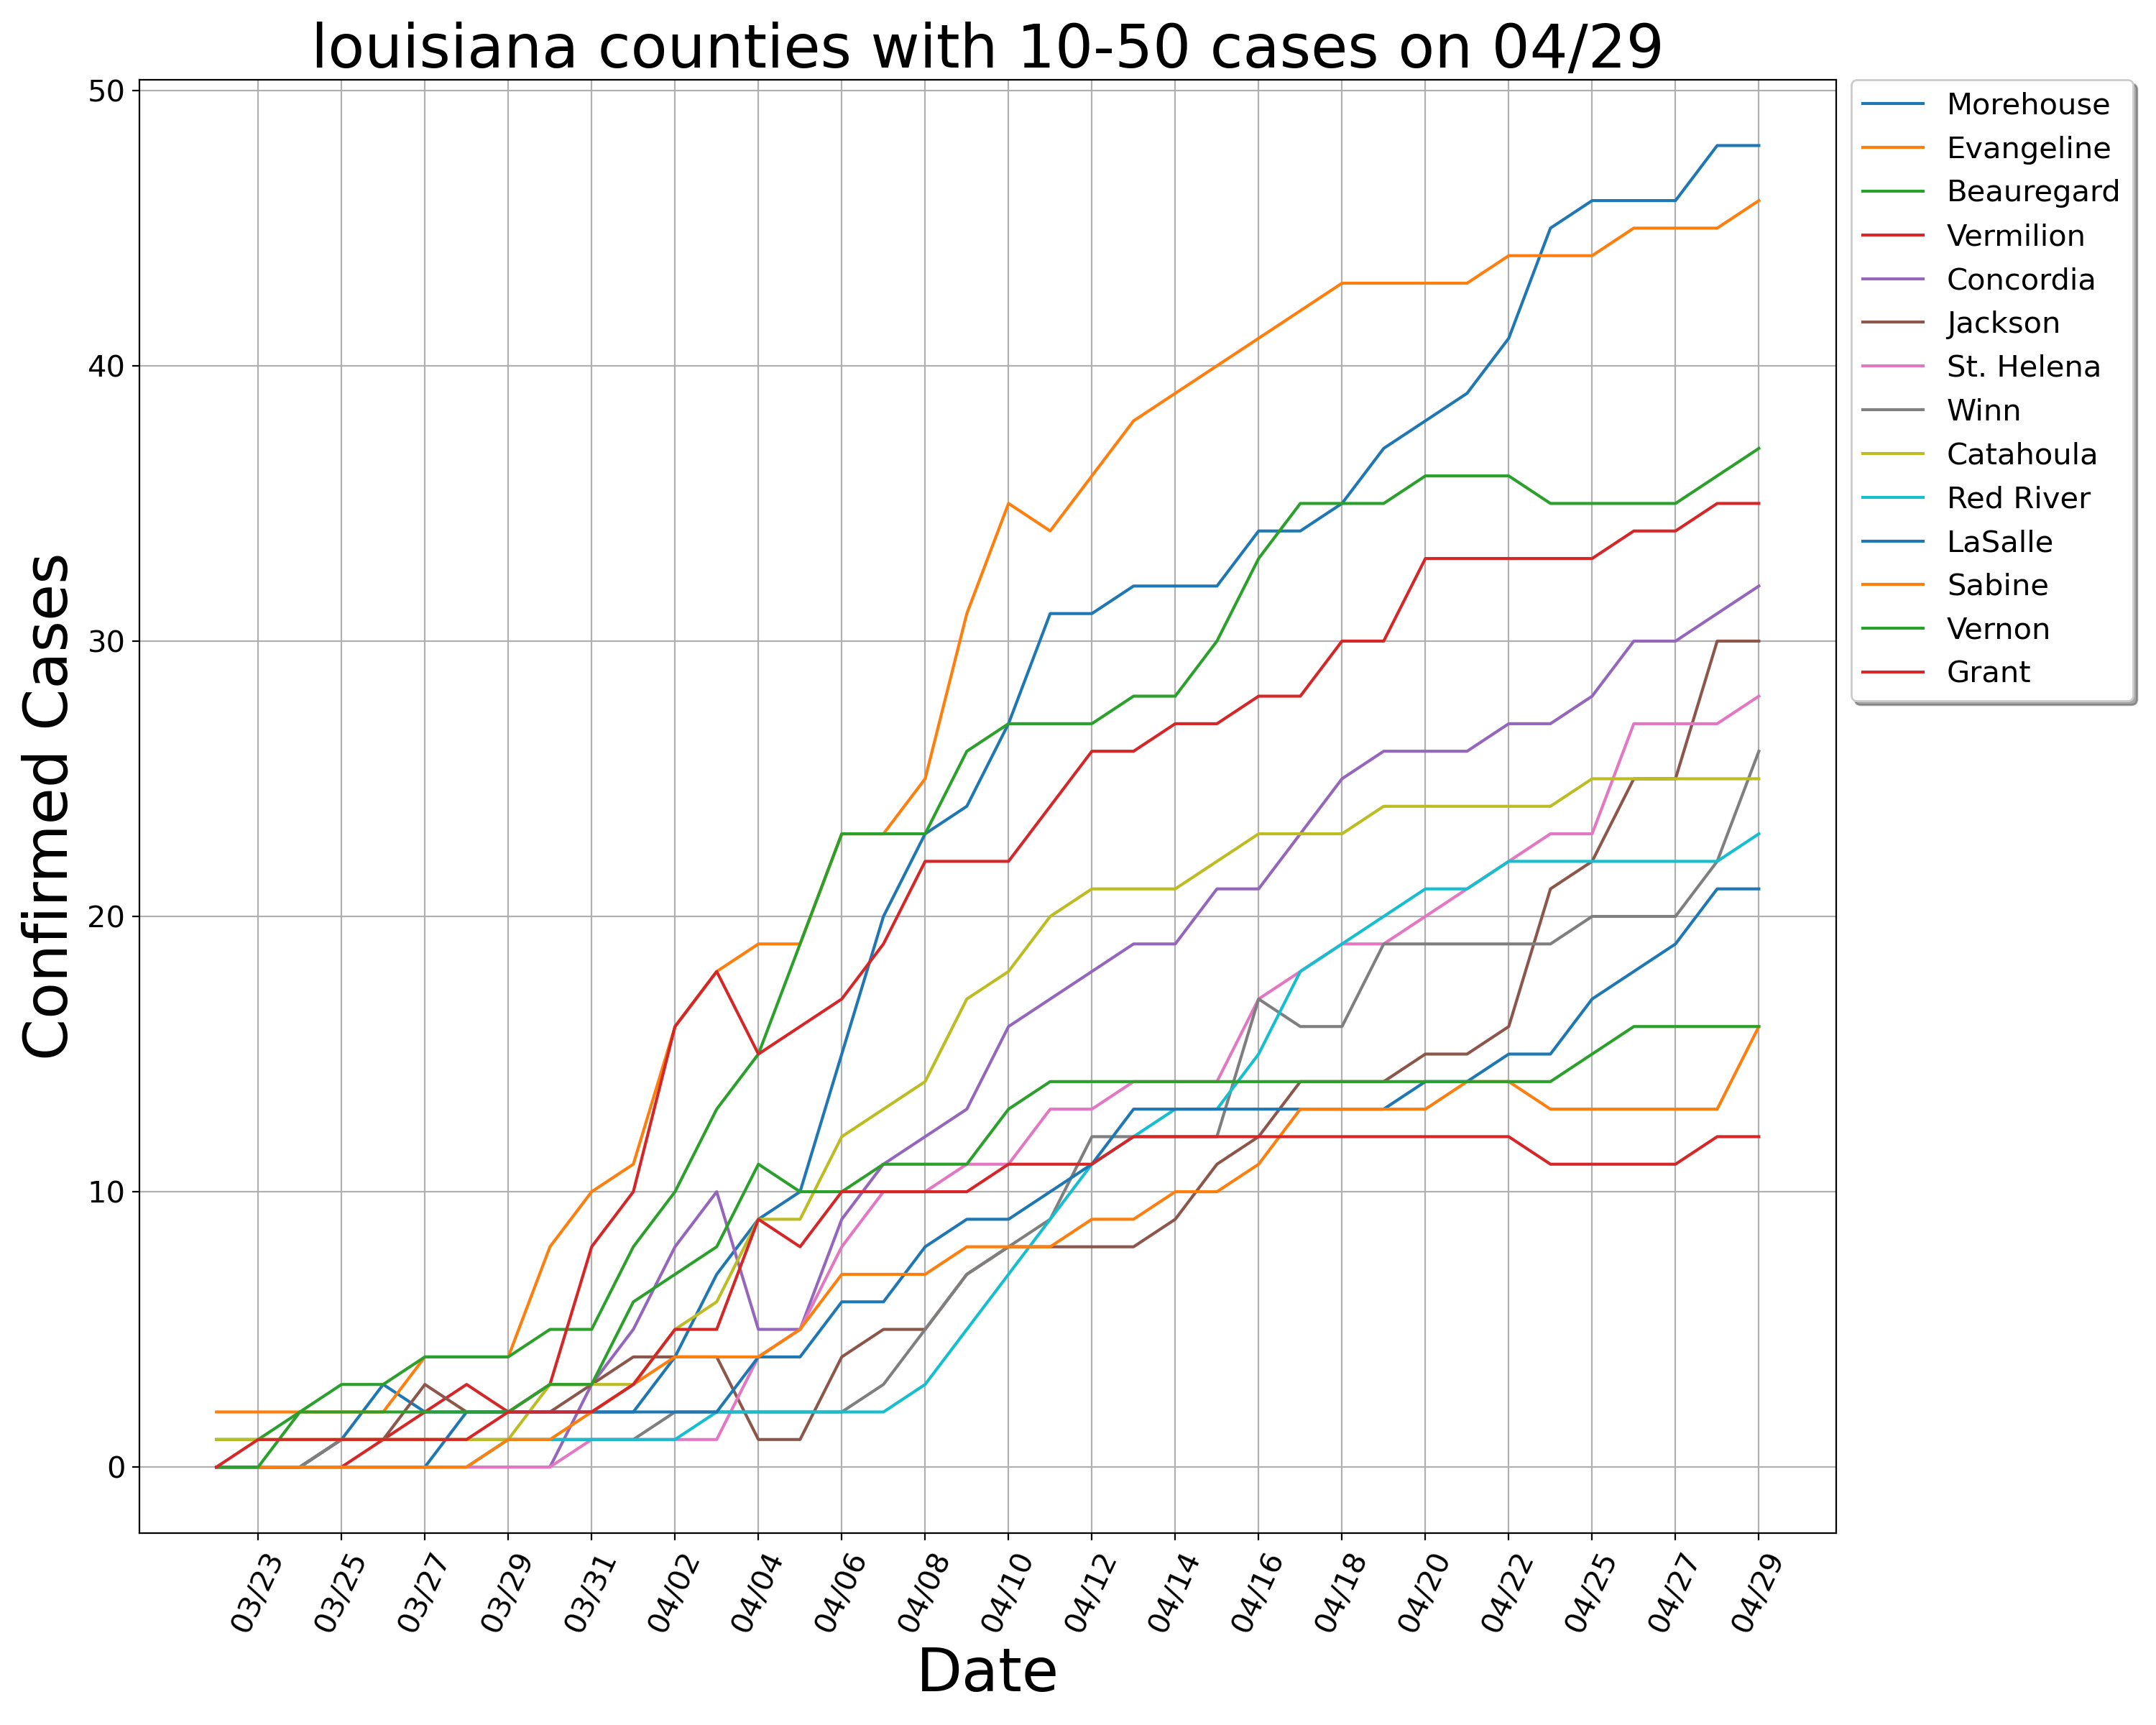 louisiana counties with 10-50 cases on 04/29
50
40
30
20
10
0
Confirmed Cases
03/23
03/25
03/27
03/29
03/31
04/02
04/04
04/06
04/08
04/10
04/12
04/14
04/16
04/18
04/20
04/22
04/25
04/27
04/29
Date
Morehouse
Evangeline
Beauregard
Vermilion
Concordia
Jackson
St. Helena
Winn
Catahoula
Red River
LaSalle
Sabine
Vernon
Grant